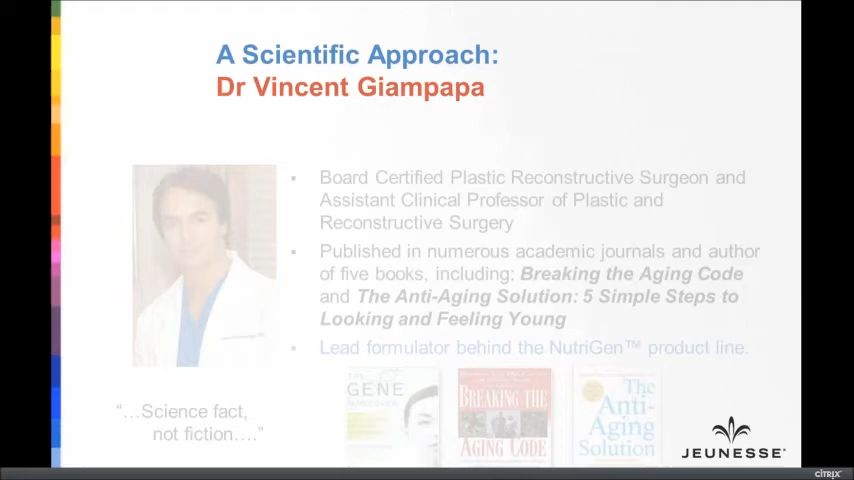 A Scientific Approach:
Dr Vincent Giampapa
Board Certified Plastic Reconstructive Surgeon and
Assistant Clinical Professor of Plastic and
Reconstructive Surgery
Published in numerous academic journals and author
of five books, including: Breaking the Aging Code
and The Anti-Aging Solution: 5 Simple Steps to
Looking and Feeling Young
Lead formulator behind the NutriGen™ product line.
“…Science fact,
not fiction….”
THE
GENE
BREAKING THE
AGING CODE
The
Anti-
Aging
Solution
JEUNESSE
CITRIX